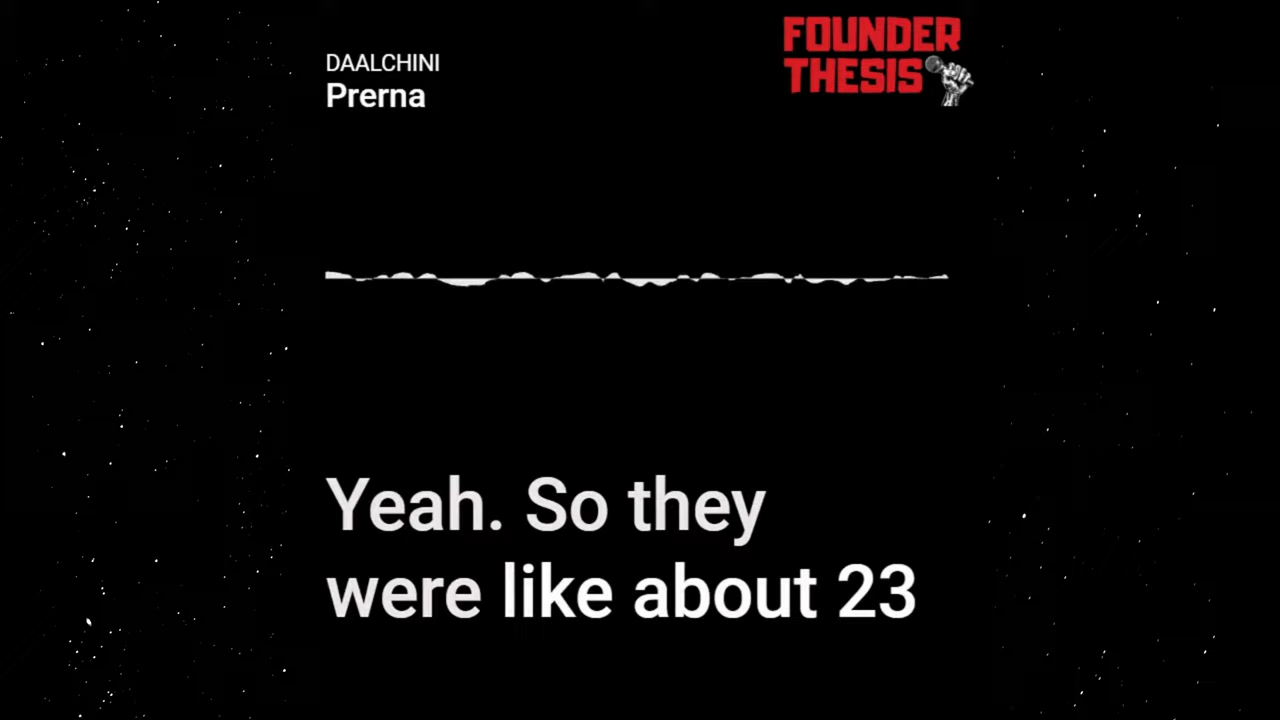 DAALCHINI
Prerna
FOUNDER
THESIS
Yeah. So they
were like about 23